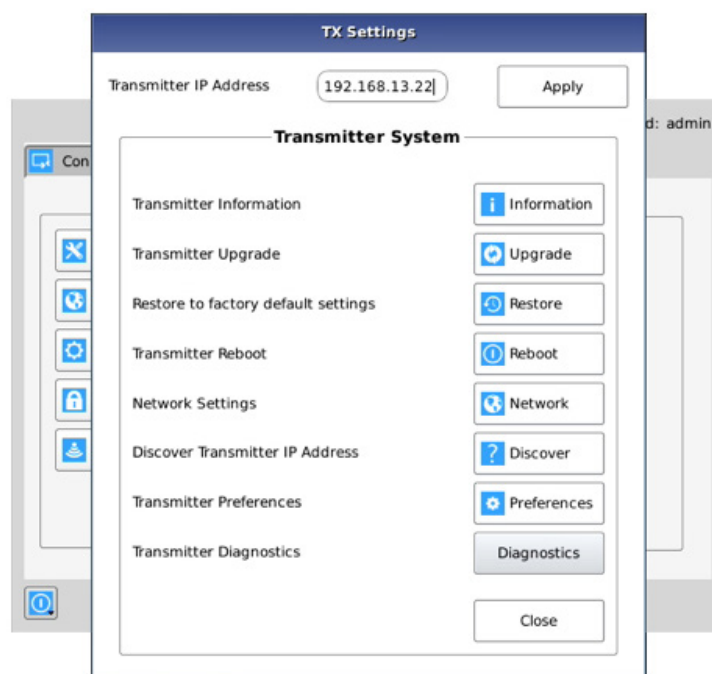 TX Settings
Transmitter IP Address 192.168.13.22 Apply
d: admin
Transmitter System
Con
Transmitter Information Information
Transmitter Upgrade Upgrade
Restore to factory default settings Restore
Transmitter Reboot Reboot
Network Settings Network
Discover Transmitter IP Address Discover
Transmitter Preferences Preferences
Transmitter Diagnostics Diagnostics
Close